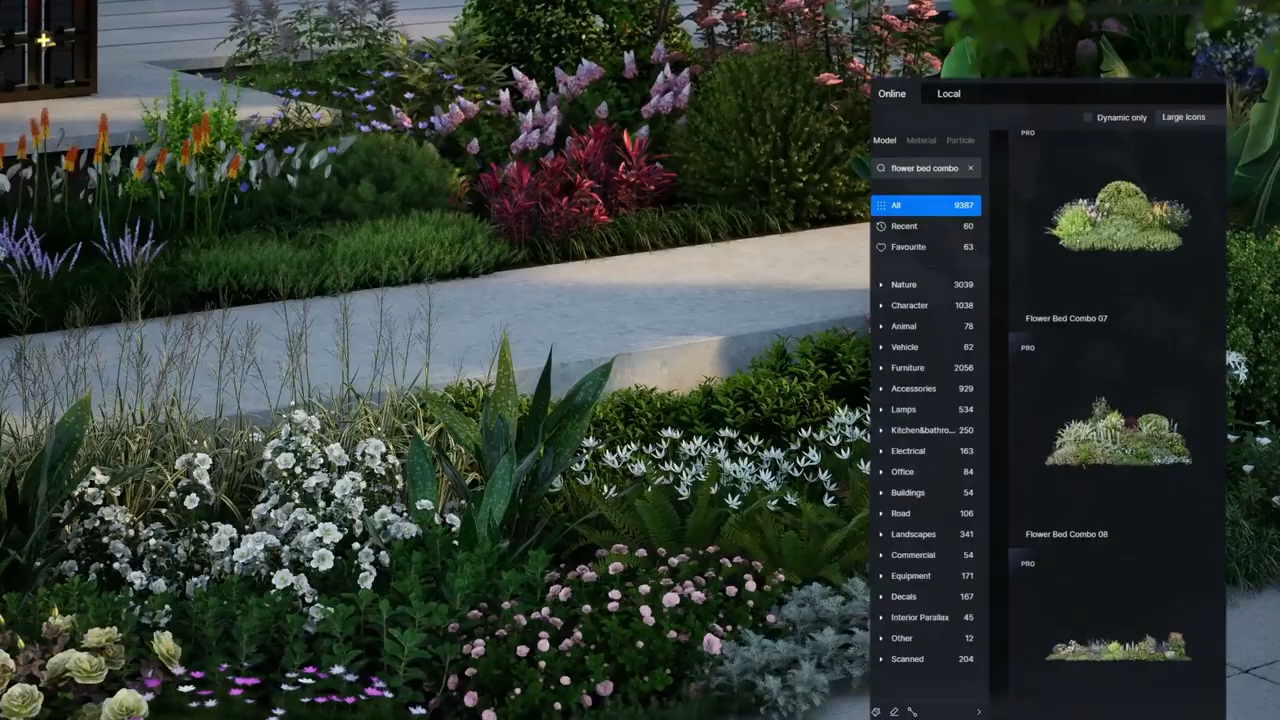 Online Local
Dynamic only Large Icons
Model Material Particle
PRO
flower bed combo
All 9387
Recent 60
Favourite 63
Nature 3039
Character 1038
Flower Bed Combo 07
Animal 78
Vehicle 62
PRO
Furniture 2056
Accessories 929
Lamps 534
Kitchen&bathro... 250
Electrical 163
Office 84
Buildings 54
Road 106
Landscapes 341
Flower Bed Combo 08
Commercial 54
PRO
Equipment 171
Decals 167
Interior Parallax 45
Other 12
Scanned 204